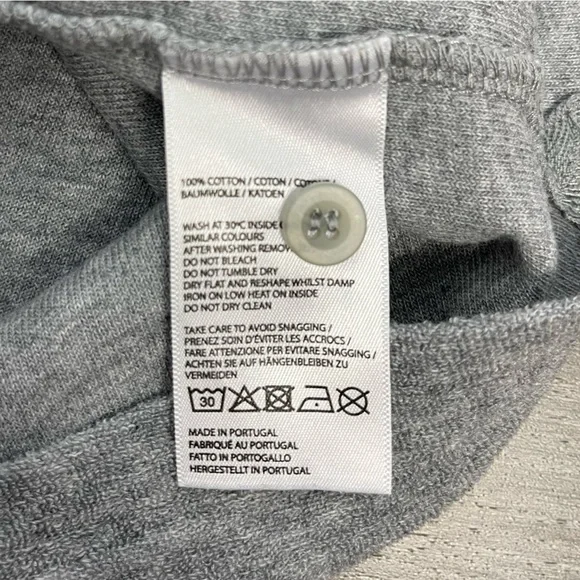 100% COTTON / COTON /
BAUMWOLLE / KATOEN
WASH AT 30°C INSIDE
SIMILAR COLOURS
AFTER WASHING
DO NOT BLEACH
DO NOT TUMBLE DRY
DRY FLAT AND RESHAPE WHILST DAMP
IRON ON LOW HEAT ON INSIDE
DO NOT DRY CLEAN
TAKE CARE TO AVOID SNAGGING /
PRENEZ SOIN D'ÉVITER LES ACCROCS /
FARE ATTENZIONE PER EVITARE SNAGGING /
ACHTEN SIE AUF HÄNGENBLEIBEN ZU
VERMEIDEN
30
MADE IN PORTUGAL
FABRIQUÉ AU PORTUGAL
FATTO IN PORTOGALLO
HERGESTELLT IN PORTUGAL